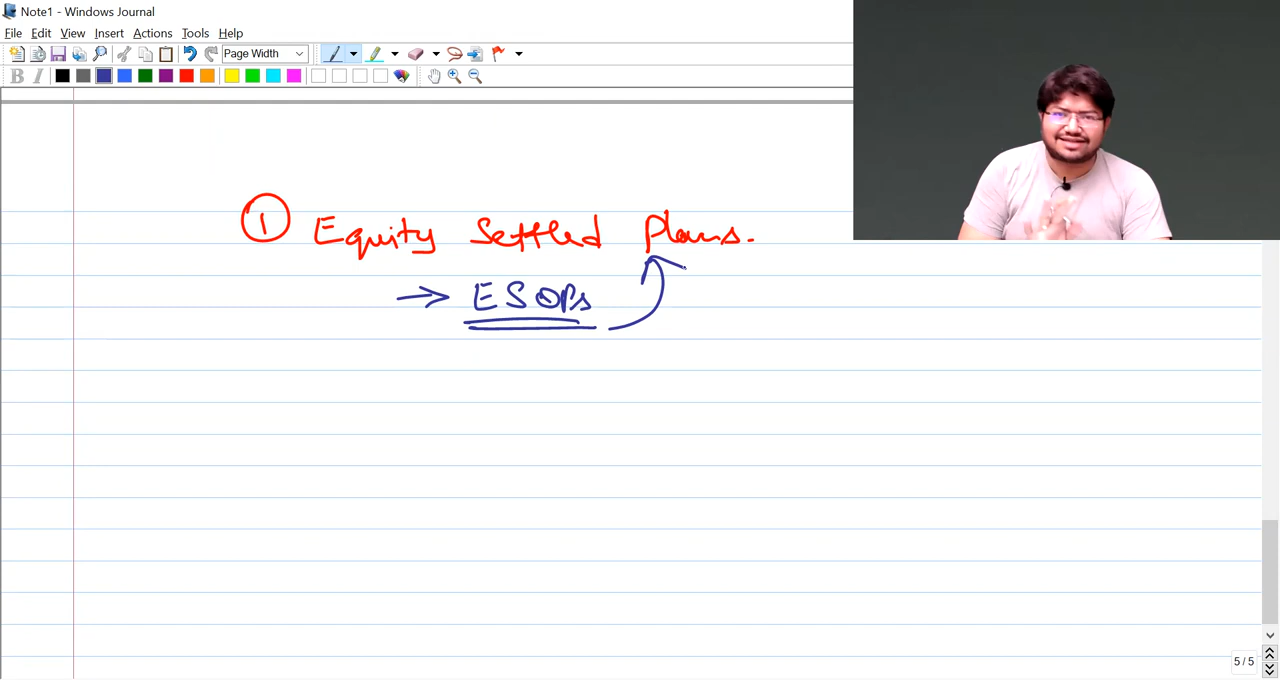 Note1 - Windows Journal
File Edit View Insert Actions Tools Help
Page Width
B I
① Equity Settled Plans.
→ ESOPs
5 / 5